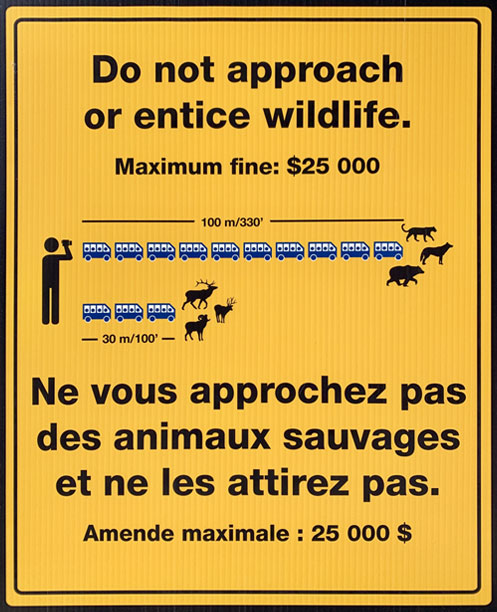 Do not approach
or entice wildlife.
Maximum fine: $25 000
100 m/330'
30 m/100'
Ne vous approchez pas
des animaux sauvages
et ne les attirez pas.
Amende maximale : 25 000 $